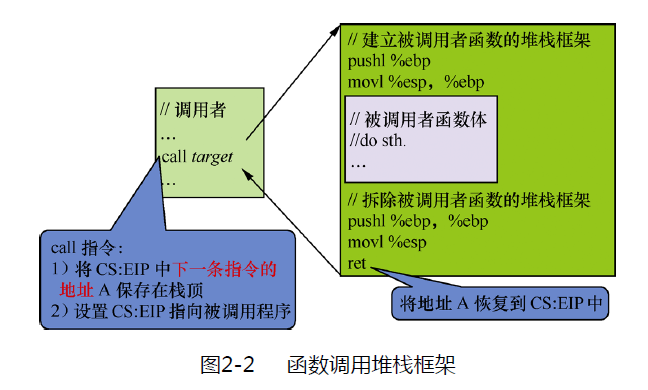 // 建立被调用者函数的堆栈框架
pushl %ebp
movl %esp，%ebp
// 调用者
…
call target
…
// 被调用者函数体
//do sth.
…
// 拆除被调用者函数的堆栈框架
pushl %ebp，%ebp
movl %esp
ret
call 指令：
1）将 CS:EIP 中下一条指令的
地址 A 保存在栈顶
2）设置 CS:EIP 指向被调用程序
将地址 A 恢复到 CS:EIP 中
图2-2 函数调用堆栈框架